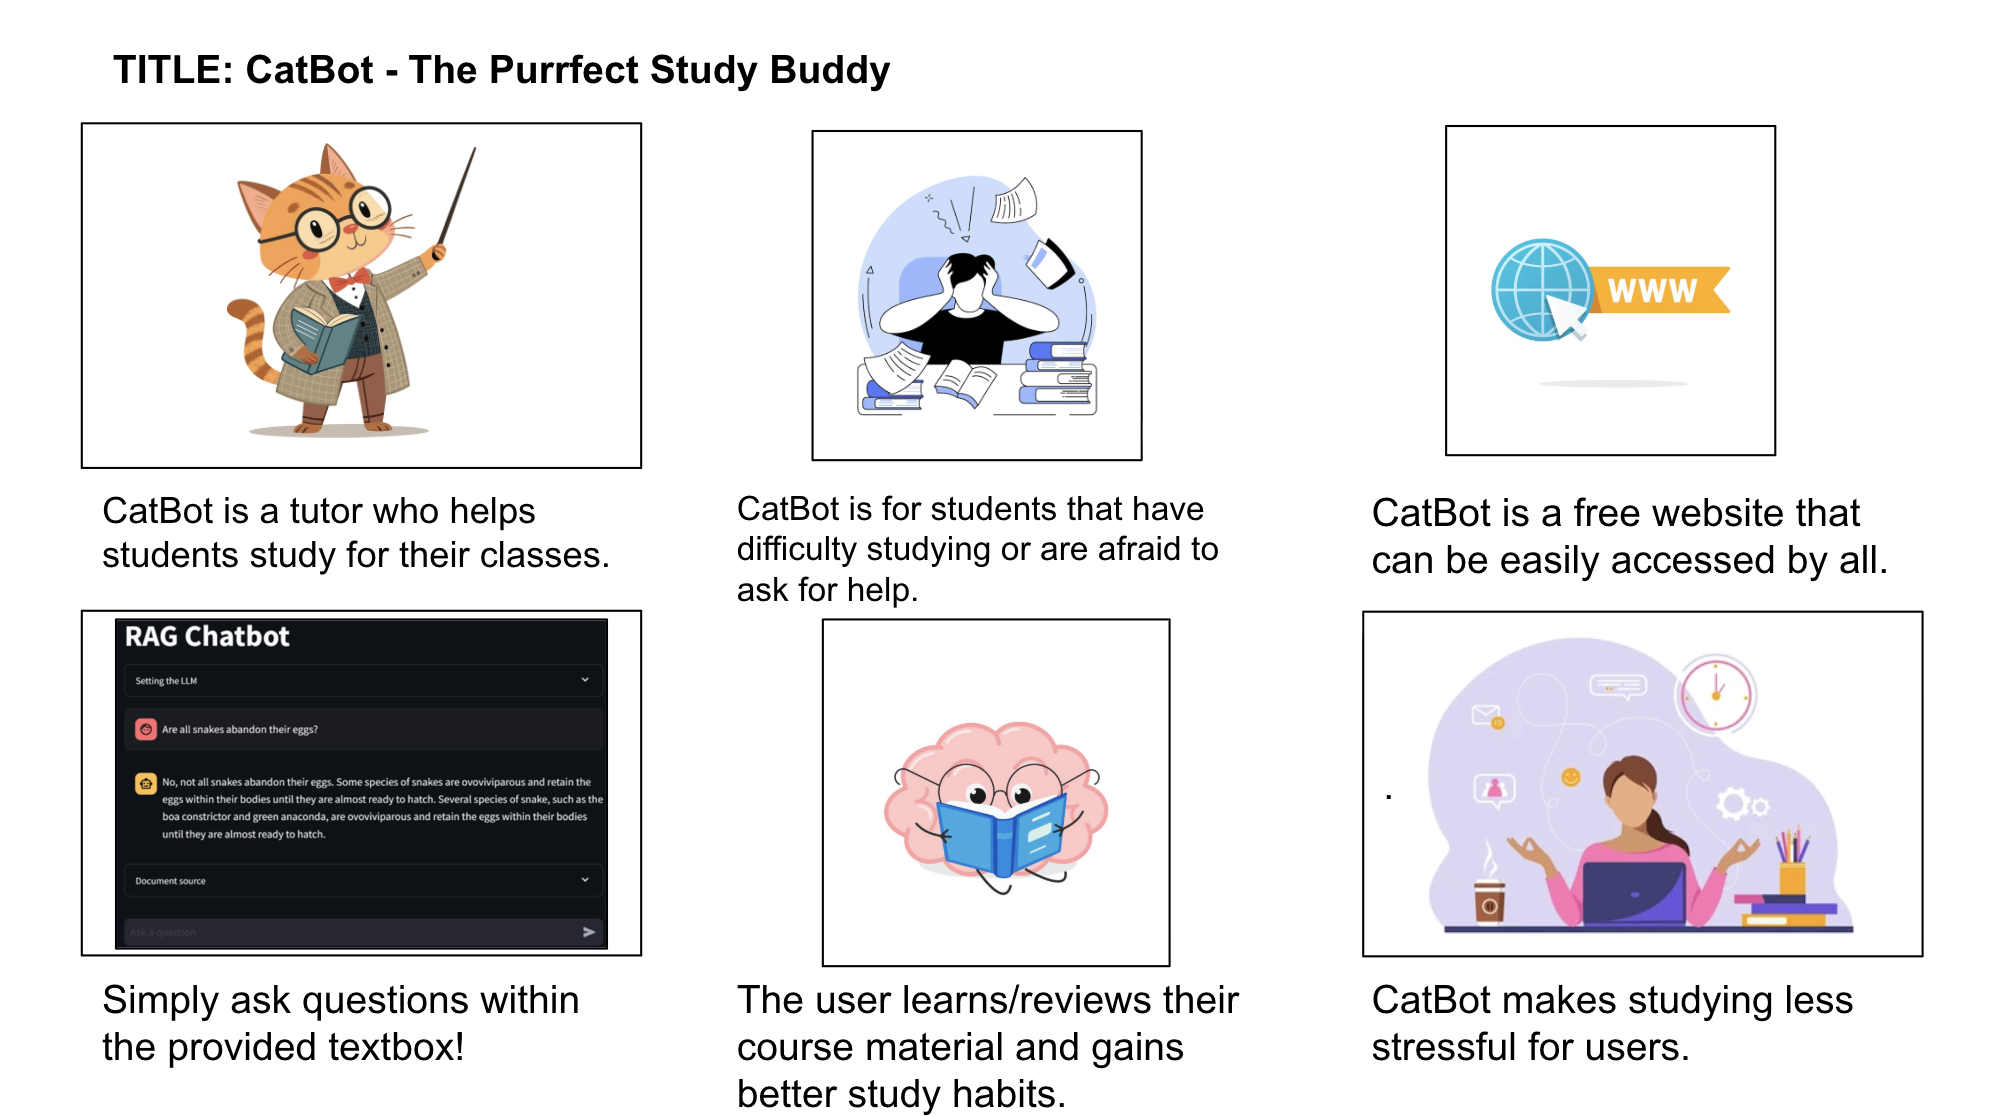 TITLE: CatBot - The Purrfect Study Buddy
WWW
CatBot is a tutor who helps
students study for their classes.
CatBot is for students that have
difficulty studying or are afraid to
ask for help.
CatBot is a free website that
can be easily accessed by all.
RAG Chatbot
Setting the LLM
Are all snakes abandon their eggs?
No, not all snakes abandon their eggs. Some species of snakes are ovoviviparous and retain the
eggs within their bodies until they are almost ready to hatch. Several species of snake, such as the
boa constrictor and green anaconda, are ovoviviparous and retain the eggs within their bodies
until they are almost ready to hatch.
Document source
Ask a question
.
10
Simply ask questions within
the provided textbox!
The user learns/reviews their
course material and gains
better study habits.
CatBot makes studying less
stressful for users.